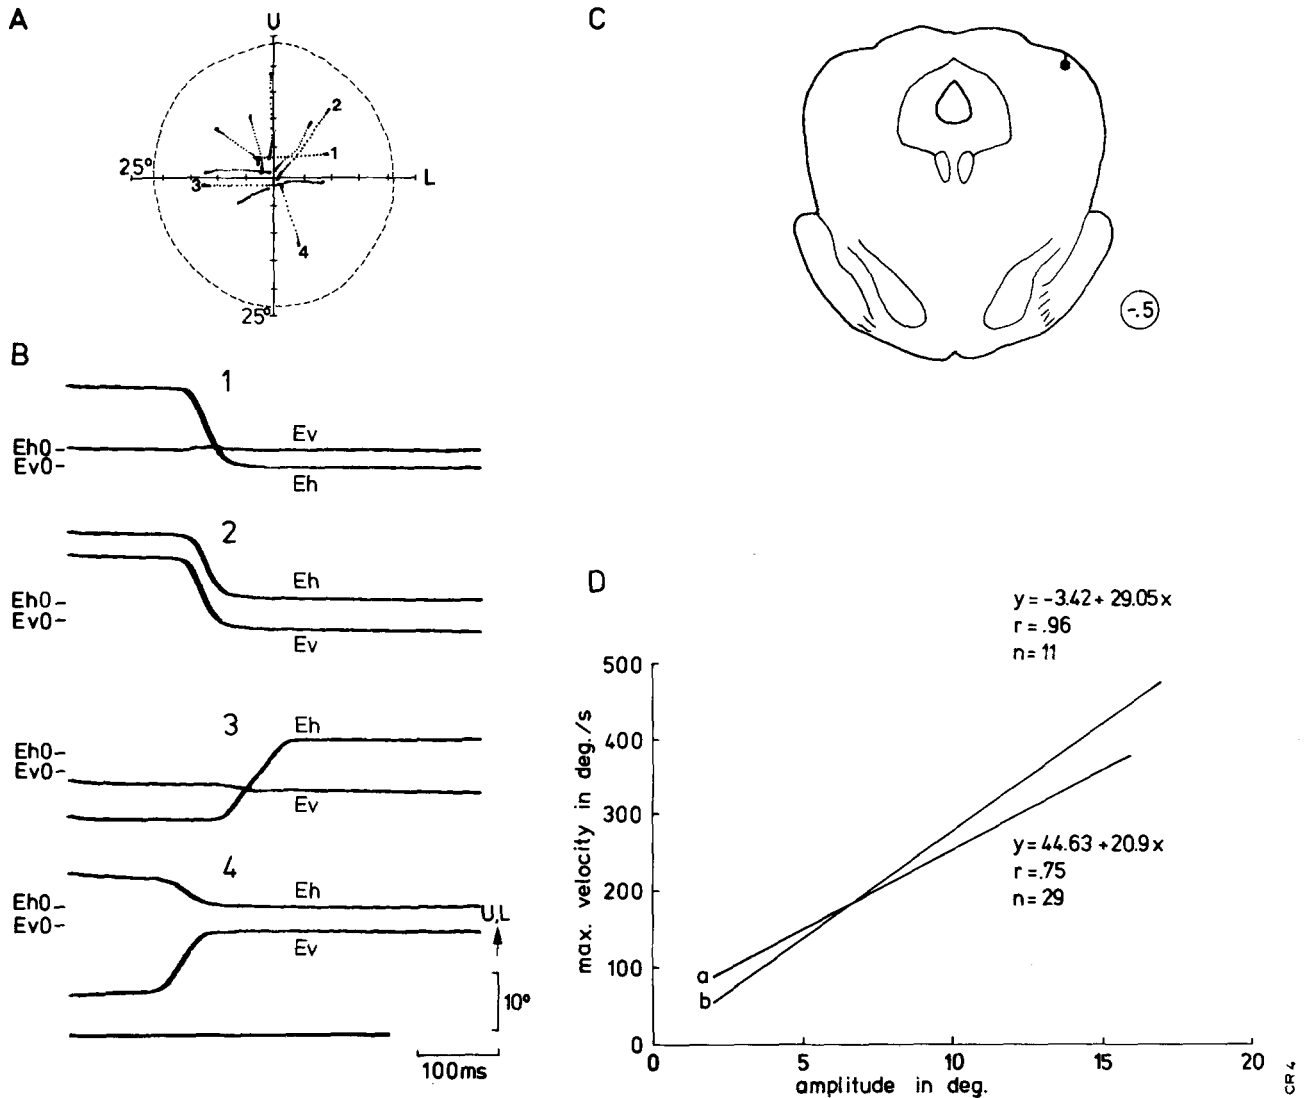 A
U
2
1
25°
L
3
4
25°
B
1
Eh0
Ev0
Ev
Eh
2
Eh0
Ev0
Eh
Ev
3
Eh0
Ev0
Eh
Ev
4
Eh0
Ev0
Eh
Ev
U,L
10°
100ms
C
-.5
D
y = -3.42 + 29.05x
r = .96
n = 11
y = 44.63 + 20.9x
r = .75
n = 29
max. velocity in deg./s
500
400
300
200
100
0
a
b
0 5 10 15 20
amplitude in deg.
CR4